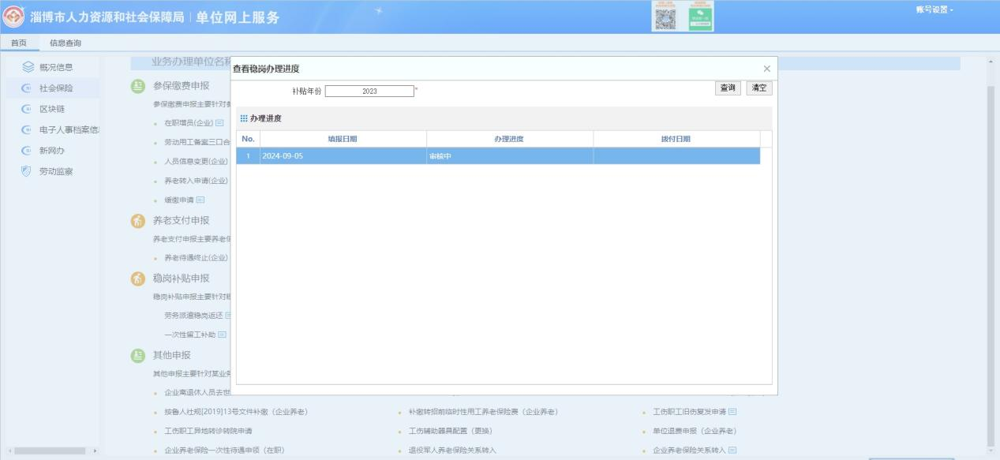 淄博市人力资源和社会保障局 | 单位网上服务
账号设置
首页 信息查询
概况信息
社会保险
区块链
电子人事档案信
新网办
劳动监察
业务办理单位名称
参保缴费申报
参保缴费申报主要针对参
在职增员(企业)
劳动用工备案三口合
人员信息变更(企业)
养老转入申请(企业)
缓缴申请
养老支付申报
养老支付申报主要养老保
养老待遇终止(企业)
稳岗补贴申报
稳岗补贴申报主要针对稳
劳务派遣稳岗返还
一次性留工补助
其他申报
其他申报主要针对某业务
企业离退休人员去世
按鲁人社规[2019]13号文件补缴（企业养老） 补缴转招前临时性用工养老保险费（企业养老） 工伤职工旧伤复发申请
工伤职工异地转诊转院申请 工伤辅助器具配置（更换） 单位退费申报（企业养老）
企业养老保险一次性待遇申领（在职） 退役军人养老保险关系转入 企业养老保险关系转入
查看稳岗办理进度
补贴年份 2023 * 查询 清空
办理进度
No. 填报日期 办理进度 拨付日期
1 2024-09-05 审核中